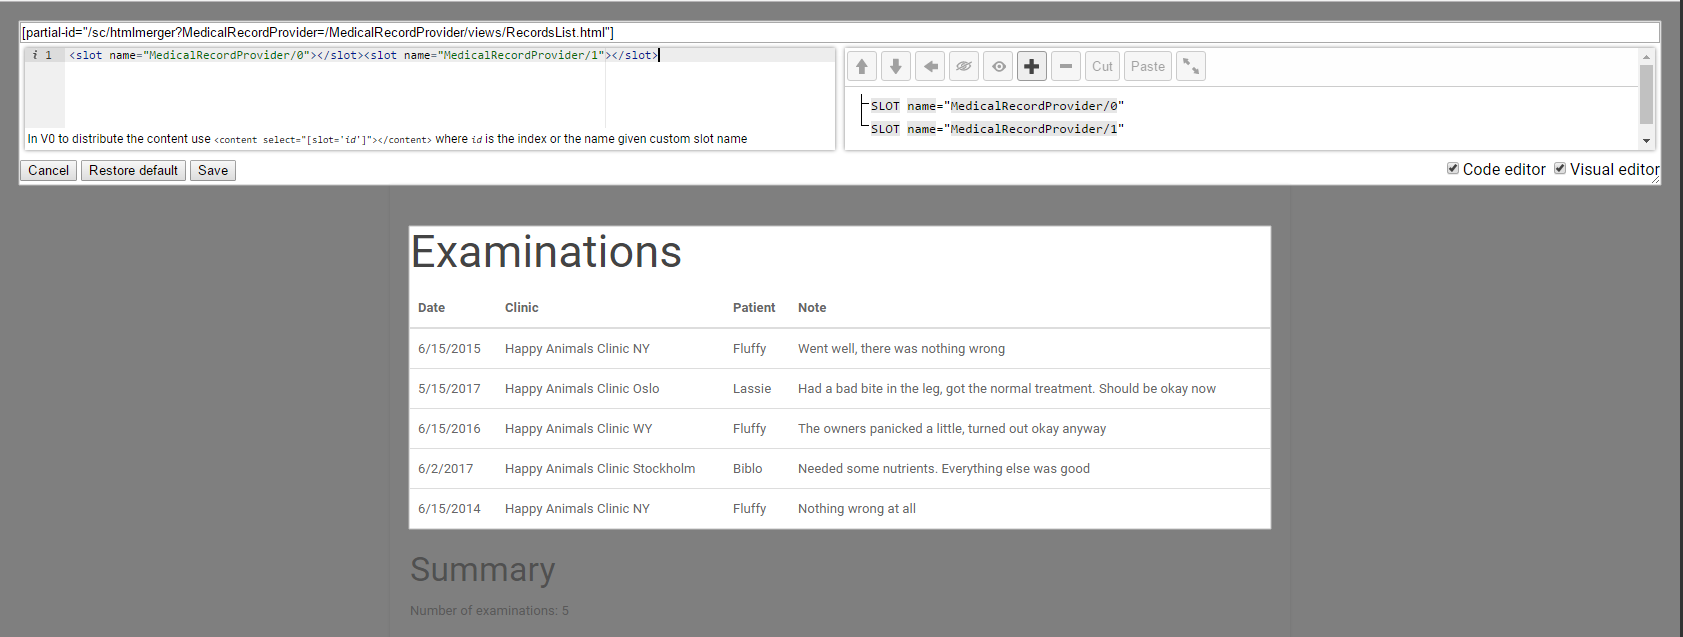 [partial-id="/sc/htmlmerger?MedicalRecordProvider=/MedicalRecordProvider/views/RecordsList.html"]
i 1 <slot name="MedicalRecordProvider/0"></slot><slot name="MedicalRecordProvider/1"></slot>
In V0 to distribute the content use <content select="[slot='id']"></content> where id is the index or the name given custom slot name
Cut Paste
SLOT name="MedicalRecordProvider/0"
SLOT name="MedicalRecordProvider/1"
Cancel Restore default Save Code editor Visual editor
Examinations
Date Clinic Patient Note
6/15/2015 Happy Animals Clinic NY Fluffy Went well, there was nothing wrong
5/15/2017 Happy Animals Clinic Oslo Lassie Had a bad bite in the leg, got the normal treatment. Should be okay now
6/15/2016 Happy Animals Clinic WY Fluffy The owners panicked a little, turned out okay anyway
6/2/2017 Happy Animals Clinic Stockholm Biblo Needed some nutrients. Everything else was good
6/15/2014 Happy Animals Clinic NY Fluffy Nothing wrong at all
Summary
Number of examinations: 5